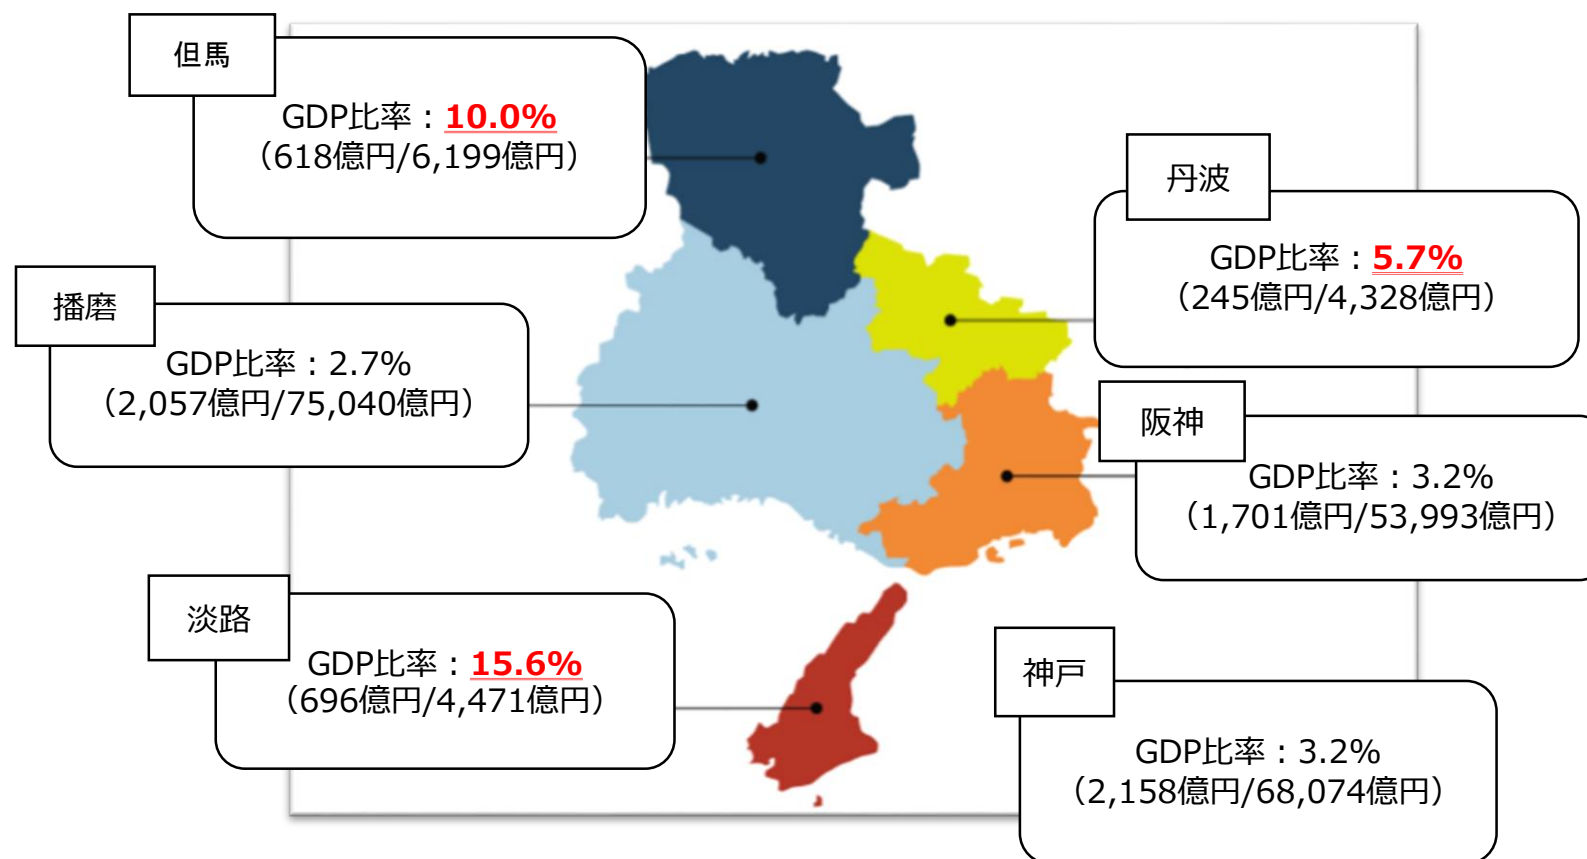 但馬
GDP比率：10.0%
（618億円/6,199億円）
丹波
GDP比率：5.7%
（245億円/4,328億円）
播磨
GDP比率：2.7%
（2,057億円/75,040億円）
阪神
GDP比率：3.2%
（1,701億円/53,993億円）
淡路
GDP比率：15.6%
（696億円/4,471億円）
神戸
GDP比率：3.2%
（2,158億円/68,074億円）